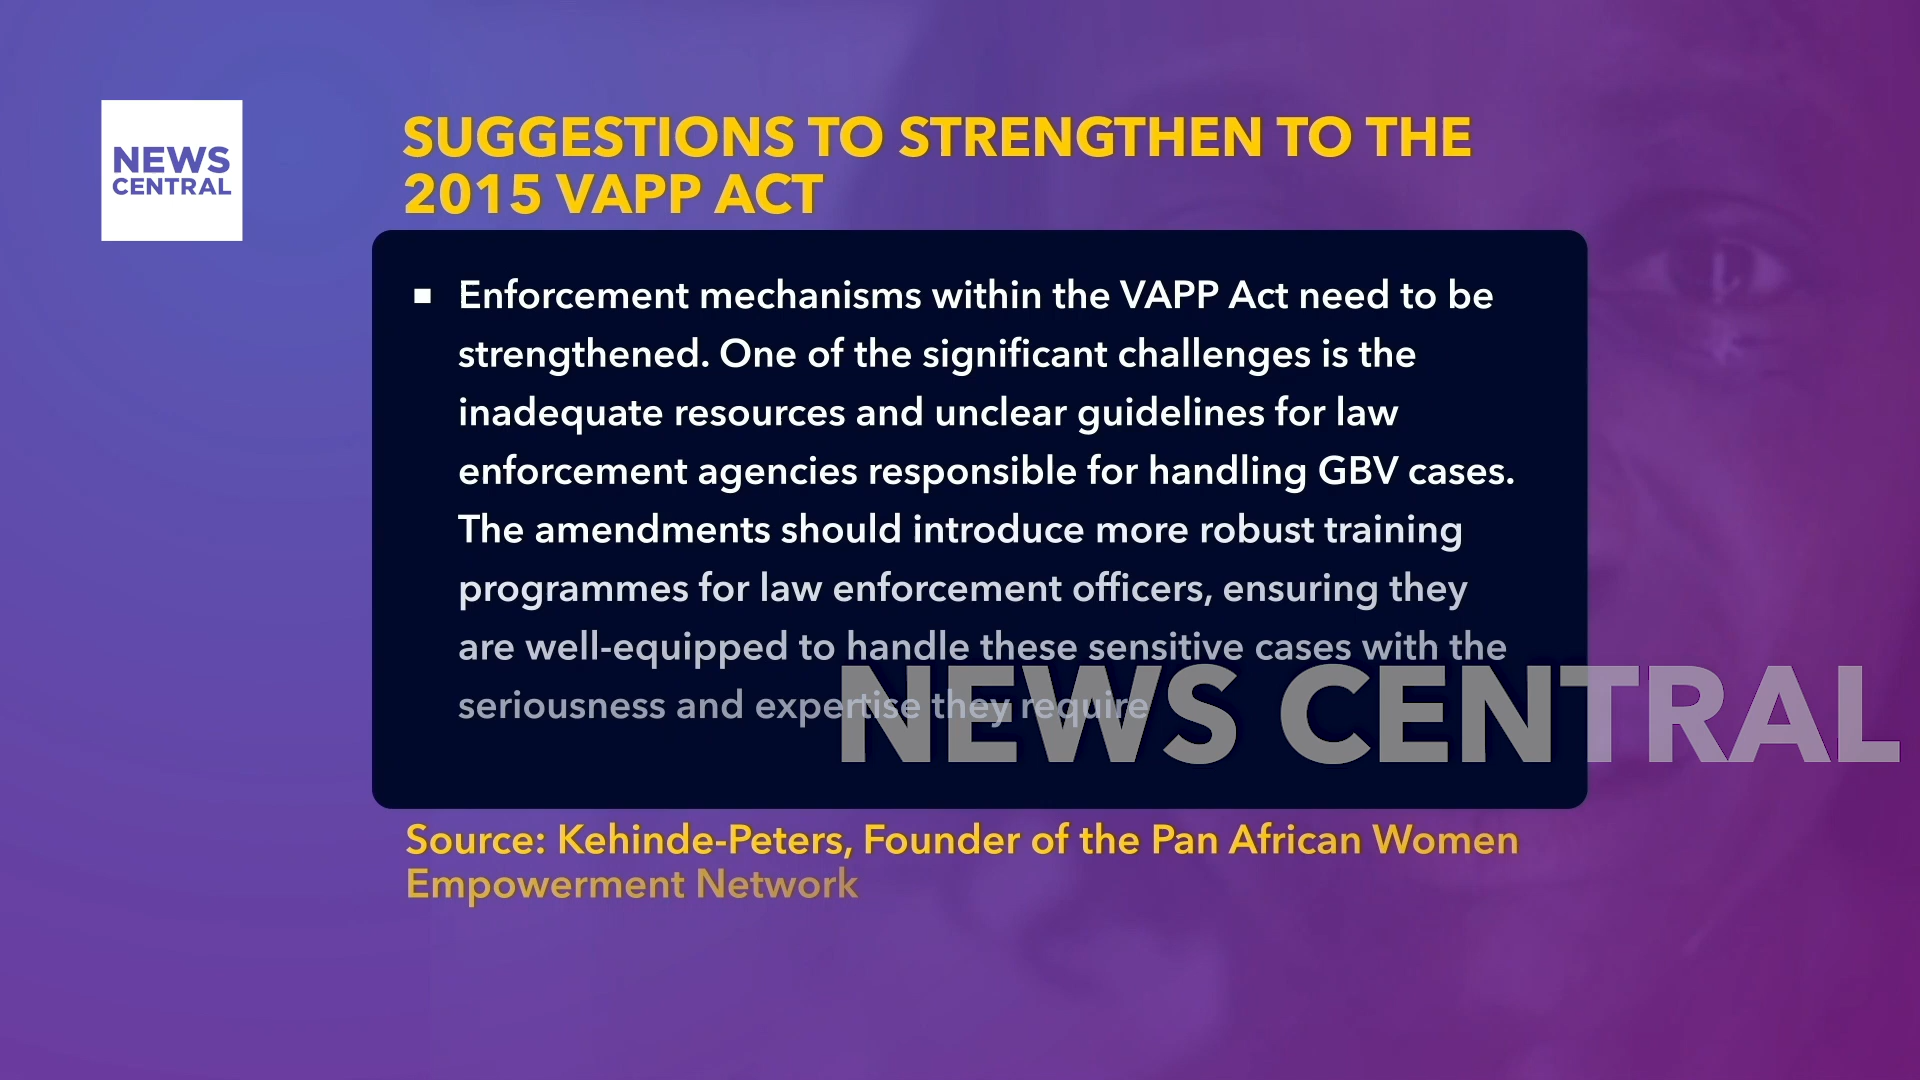 NEWS
CENTRAL
SUGGESTIONS TO STRENGTHEN TO THE
2015 VAPP ACT
■ Enforcement mechanisms within the VAPP Act need to be
strengthened. One of the significant challenges is the
inadequate resources and unclear guidelines for law
enforcement agencies responsible for handling GBV cases.
The amendments should introduce more robust training
programmes for law enforcement officers, ensuring they
are well-equipped to handle these sensitive cases with the
seriousness and expertise they require
NEWS CENTRAL
Source: Kehinde-Peters, Founder of the Pan African Women
Empowerment Network